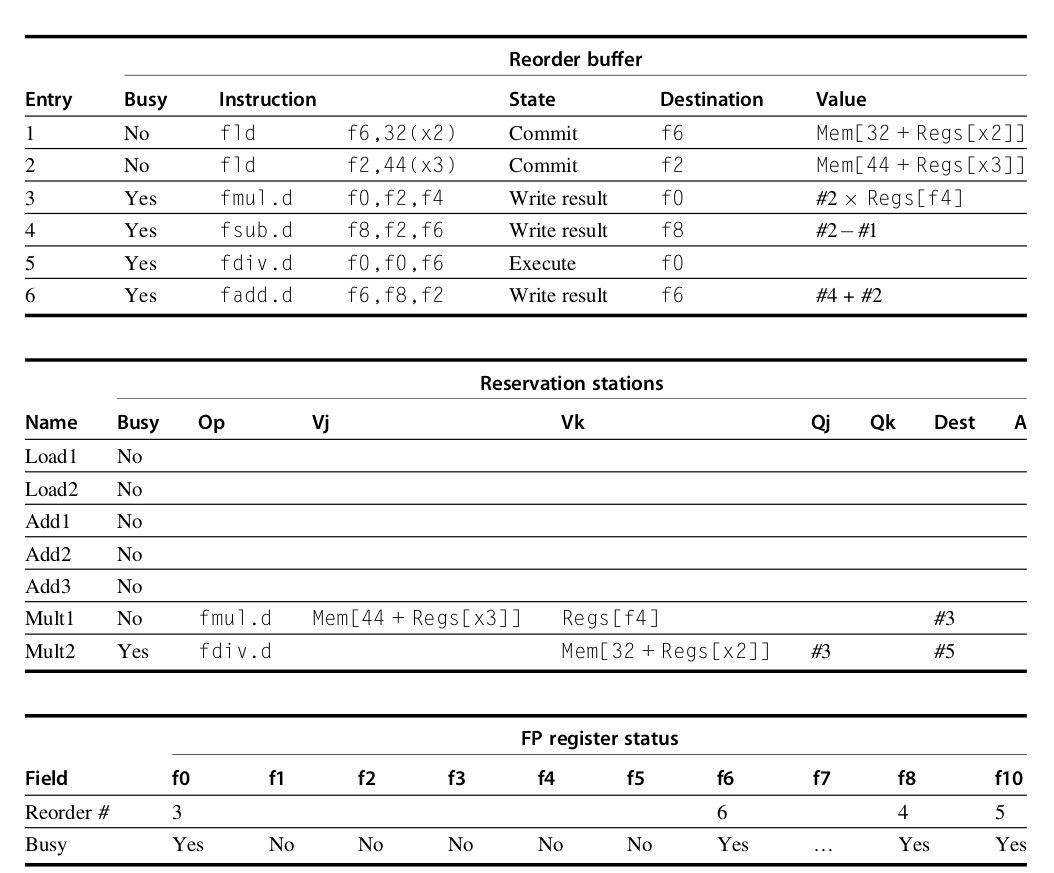 Reorder buffer
Entry Busy Instruction State Destination Value
1 No fld f6,32(x2) Commit f6 Mem[32 + Regs[x2]]
2 No fld f2,44(x3) Commit f2 Mem[44 + Regs[x3]]
3 Yes fmul.d f0,f2,f4 Write result f0 #2 × Regs[f4]
4 Yes fsub.d f8,f2,f6 Write result f8 #2 − #1
5 Yes fdiv.d f0,f0,f6 Execute f0
6 Yes fadd.d f6,f8,f2 Write result f6 #4 + #2
Reservation stations
Name Busy Op Vj Vk Qj Qk Dest A
Load1 No
Load2 No
Add1 No
Add2 No
Add3 No
Mult1 No fmul.d Mem[44 + Regs[x3]] Regs[f4] #3
Mult2 Yes fdiv.d Mem[32 + Regs[x2]] #3 #5
FP register status
Field f0 f1 f2 f3 f4 f5 f6 f7 f8 f10
Reorder # 3 6 4 5
Busy Yes No No No No No Yes … Yes Yes